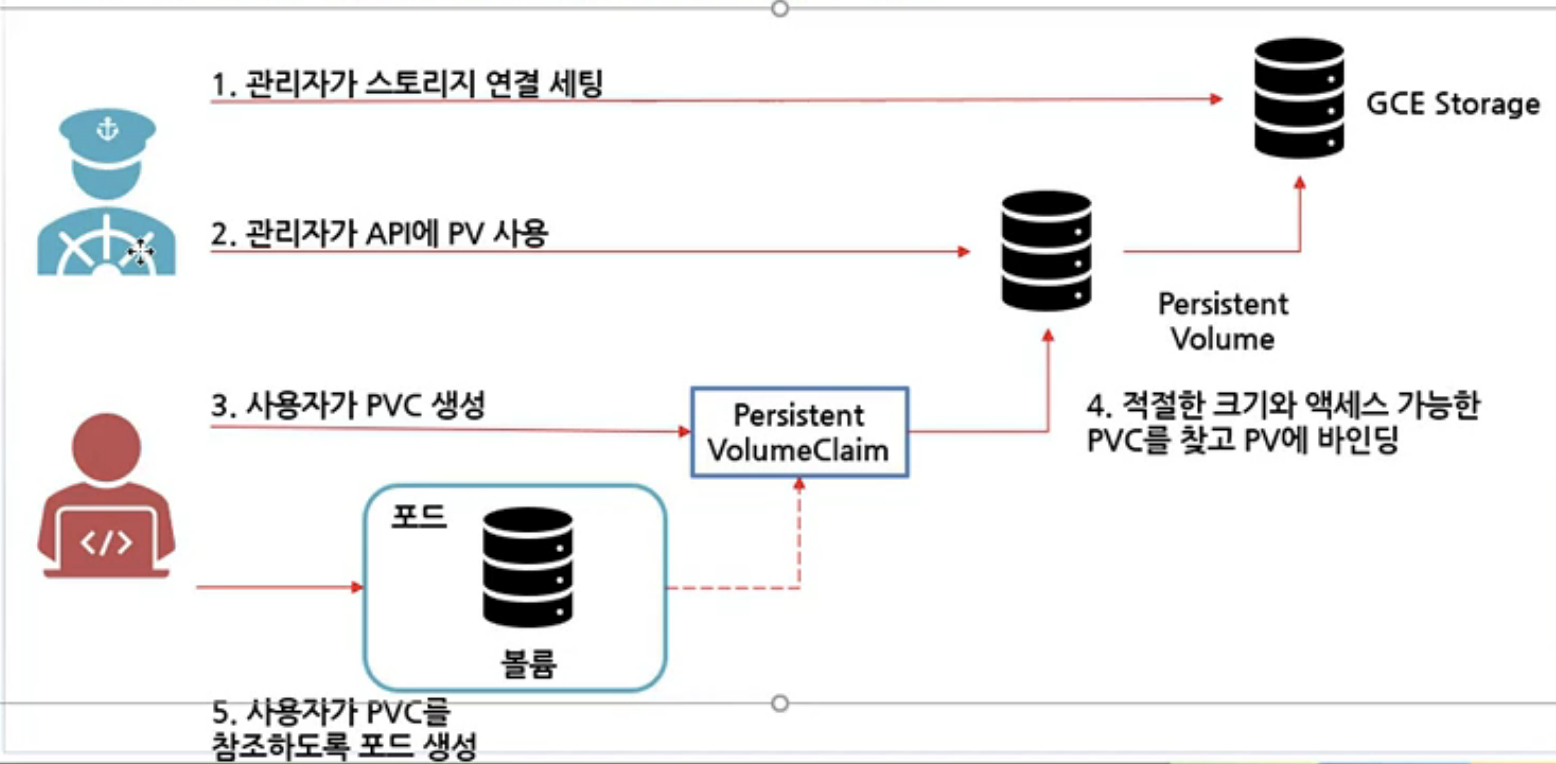 1. 관리자가 스토리지 연결 세팅
GCE Storage
2. 관리자가 API에 PV 사용
Persistent
Volume
3. 사용자가 PVC 생성
Persistent
VolumeClaim
4. 적절한 크기와 액세스 가능한
PVC를 찾고 PV에 바인딩
포드
</>
볼륨
5. 사용자가 PVC를
참조하도록 포드 생성